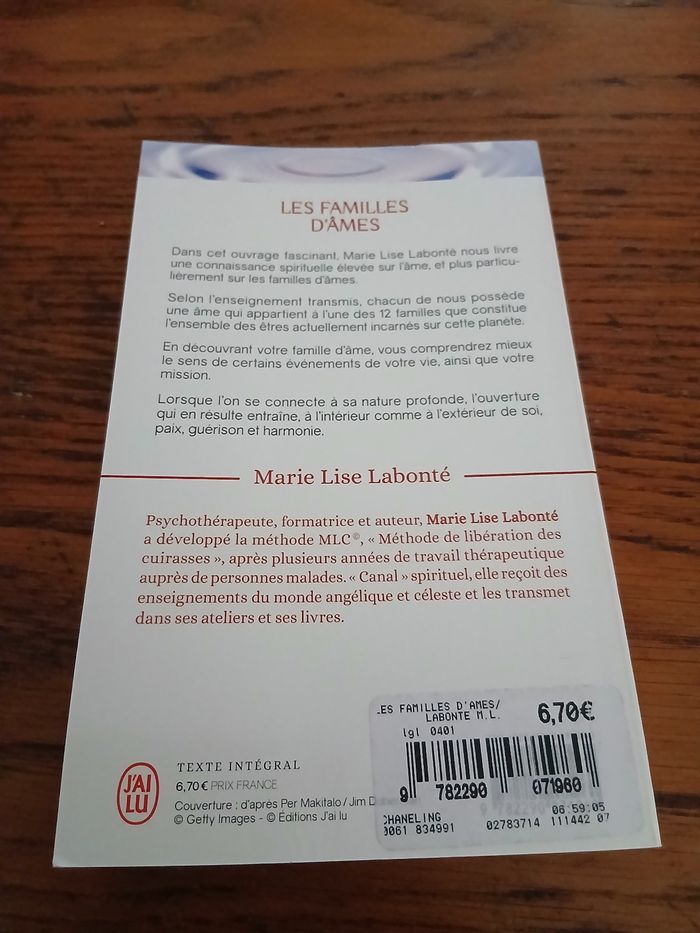 LES FAMILLES
D'ÂMES
Dans cet ouvrage fascinant, Marie Lise Labonté nous livre
une connaissance spirituelle élevée sur l'âme, et plus particu-
lièrement sur les familles d'âmes.
Selon l'enseignement transmis, chacun de nous possède
une âme qui appartient à l'une des 12 familles que constitue
l'ensemble des êtres actuellement incarnés sur cette planète.
En découvrant votre famille d'âme, vous comprendrez mieux
le sens de certains événements de votre vie, ainsi que votre
mission.
Lorsque l'on se connecte à sa nature profonde, l'ouverture
qui en résulte entraîne, à l'intérieur comme à l'extérieur de soi,
paix, guérison et harmonie.
Marie Lise Labonté
Psychothérapeute, formatrice et auteur, Marie Lise Labonté
a développé la méthode MLC©, « Méthode de libération des
cuirasses », après plusieurs années de travail thérapeutique
auprès de personnes malades. « Canal » spirituel, elle reçoit des
enseignements du monde angélique et céleste et les transmet
dans ses ateliers et ses livres.
J'AI
LU
TEXTE INTÉGRAL
6,70 € PRIX FRANCE
Couverture : d'après Per Makitalo / Jim
© Getty Images - © Éditions J'ai lu
ES FAMILLES D'AMES/
LABONTE M.L.
6,70€
lgl 0401
9 782290 071960
06:59:05
CHANELING
0061 834991
02783714 111442 07